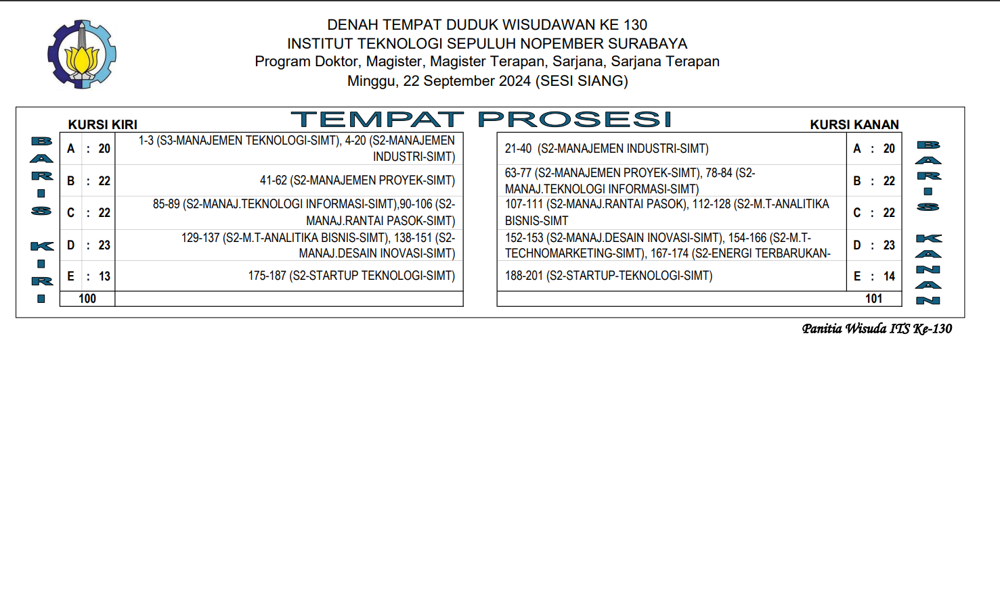 DENAH TEMPAT DUDUK WISUDAWAN KE 130
INSTITUT TEKNOLOGI SEPULUH NOPEMBER SURABAYA
Program Doktor, Magister, Magister Terapan, Sarjana, Sarjana Terapan
Minggu, 22 September 2024 (SESI SIANG)
TEMPAT PROSESI
KURSI KIRI
KURSI KANAN
BARIS KIRI
A : 20
1-3 (S3-MANAJEMEN TEKNOLOGI-SIMT), 4-20 (S2-MANAJEMEN
INDUSTRI-SIMT)
21-40 (S2-MANAJEMEN INDUSTRI-SIMT)
A : 20
B : 22
41-62 (S2-MANAJEMEN PROYEK-SIMT)
63-77 (S2-MANAJEMEN PROYEK-SIMT), 78-84 (S2-
MANAJ.TEKNOLOGI INFORMASI-SIMT)
B : 22
C : 22
85-89 (S2-MANAJ.TEKNOLOGI INFORMASI-SIMT),90-106 (S2-
MANAJ.RANTAI PASOK-SIMT)
107-111 (S2-MANAJ.RANTAI PASOK), 112-128 (S2-M.T-ANALITIKA
BISNIS-SIMT
C : 22
D : 23
129-137 (S2-M.T-ANALITIKA BISNIS-SIMT), 138-151 (S2-
MANAJ.DESAIN INOVASI-SIMT)
152-153 (S2-MANAJ.DESAIN INOVASI-SIMT), 154-166 (S2-M.T-
TECHNOMARKETING-SIMT), 167-174 (S2-ENERGI TERBARUKAN-
D : 23
E : 13
175-187 (S2-STARTUP TEKNOLOGI-SIMT)
188-201 (S2-STARTUP-TEKNOLOGI-SIMT)
E : 14
100
101
BARIS KANAN
Panitia Wisuda ITS Ke-130